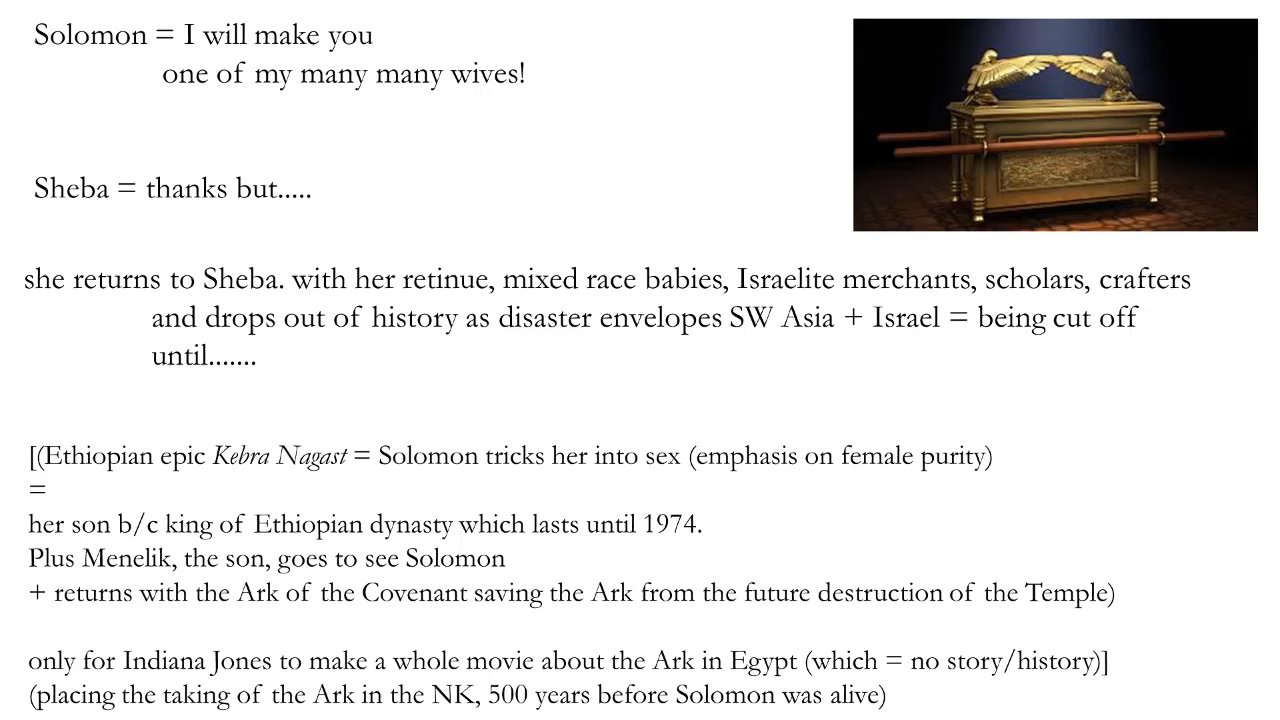 Solomon = I will make you
one of my many many wives!
Sheba = thanks but.....
she returns to Sheba. with her retinue, mixed race babies, Israelite merchants, scholars, crafters
and drops out of history as disaster envelopes SW Asia + Israel = being cut off
until.......
[(Ethiopian epic Kebra Nagast = Solomon tricks her into sex (emphasis on female purity)
=
her son b/c king of Ethiopian dynasty which lasts until 1974.
Plus Menelik, the son, goes to see Solomon
+ returns with the Ark of the Covenant saving the Ark from the future destruction of the Temple)
only for Indiana Jones to make a whole movie about the Ark in Egypt (which = no story/history)]
(placing the taking of the Ark in the NK, 500 years before Solomon was alive)